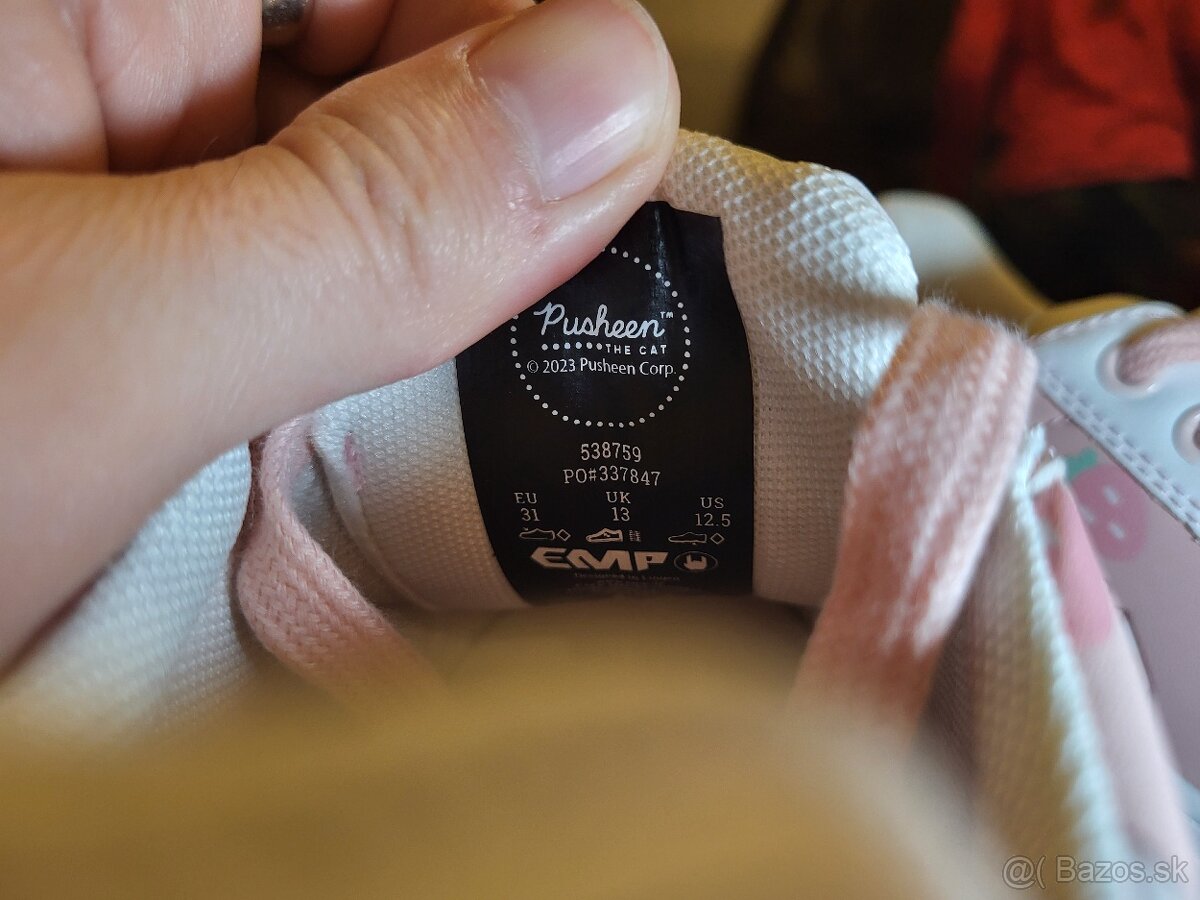 Pusheen™
THE CAT
© 2023 Pusheen Corp.
538759
PO#337847
EU UK US
31 13 12.5
EMP
@( Bazos.sk